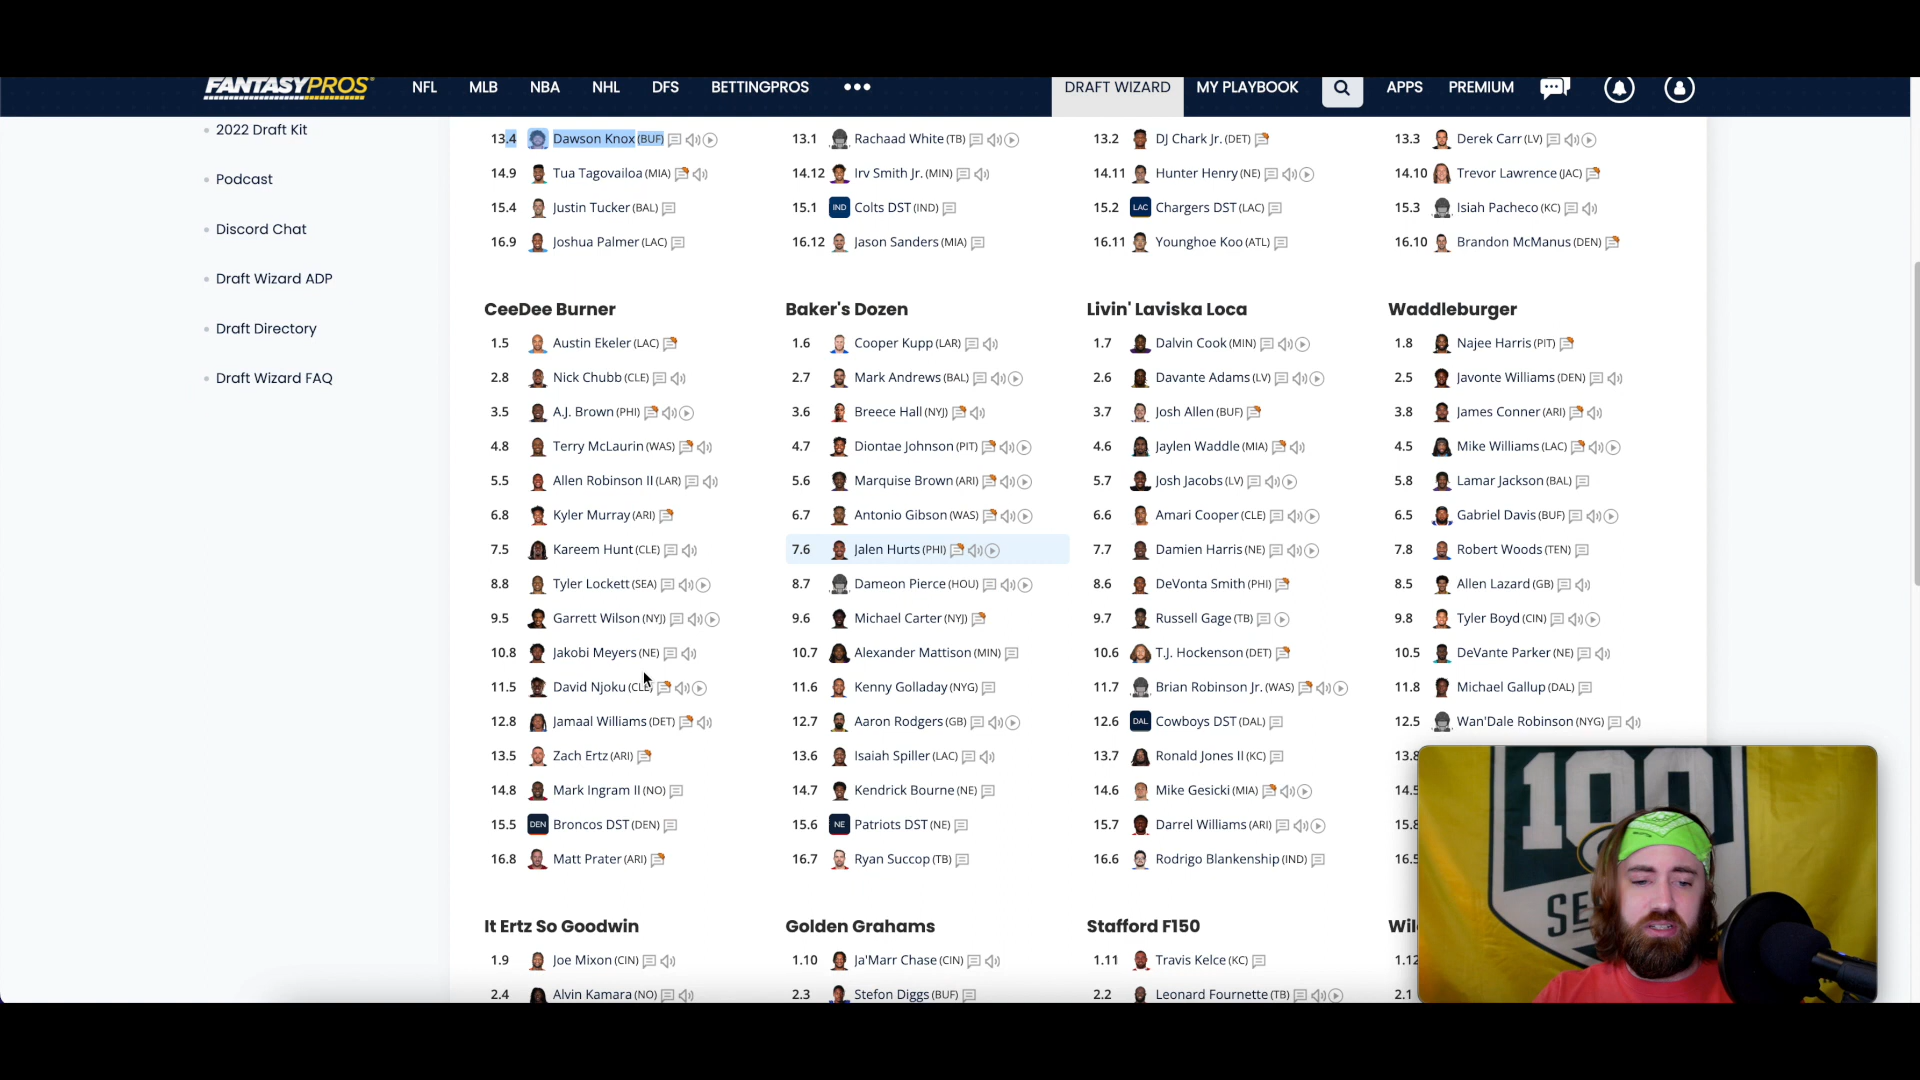 FANTASYPROS
NFL MLB NBA NHL DFS BETTINGPROS ••• DRAFT WIZARD MY PLAYBOOK APPS PREMIUM
2022 Draft Kit
Podcast
Discord Chat
Draft Wizard ADP
Draft Directory
Draft Wizard FAQ
13.4 Dawson Knox (BUF) 13.1 Rachaad White (TB) 13.2 DJ Chark Jr. (DET) 13.3 Derek Carr (LV)
14.9 Tua Tagovailoa (MIA) 14.12 Irv Smith Jr. (MIN) 14.11 Hunter Henry (NE) 14.10 Trevor Lawrence (JAC)
15.4 Justin Tucker (BAL) 15.1 IND Colts DST (IND) 15.2 LAC Chargers DST (LAC) 15.3 Isiah Pacheco (KC)
16.9 Joshua Palmer (LAC) 16.12 Jason Sanders (MIA) 16.11 Younghoe Koo (ATL) 16.10 Brandon McManus (DEN)
CeeDee Burner Baker's Dozen Livin' Laviska Loca Waddleburger
1.5 Austin Ekeler (LAC) 1.6 Cooper Kupp (LAR) 1.7 Dalvin Cook (MIN) 1.8 Najee Harris (PIT)
2.8 Nick Chubb (CLE) 2.7 Mark Andrews (BAL) 2.6 Davante Adams (LV) 2.5 Javonte Williams (DEN)
3.5 A.J. Brown (PHI) 3.6 Breece Hall (NYJ) 3.7 Josh Allen (BUF) 3.8 James Conner (ARI)
4.8 Terry McLaurin (WAS) 4.7 Diontae Johnson (PIT) 4.6 Jaylen Waddle (MIA) 4.5 Mike Williams (LAC)
5.5 Allen Robinson II (LAR) 5.6 Marquise Brown (ARI) 5.7 Josh Jacobs (LV) 5.8 Lamar Jackson (BAL)
6.8 Kyler Murray (ARI) 6.7 Antonio Gibson (WAS) 6.6 Amari Cooper (CLE) 6.5 Gabriel Davis (BUF)
7.5 Kareem Hunt (CLE) 7.6 Jalen Hurts (PHI) 7.7 Damien Harris (NE) 7.8 Robert Woods (TEN)
8.8 Tyler Lockett (SEA) 8.7 Dameon Pierce (HOU) 8.6 DeVonta Smith (PHI) 8.5 Allen Lazard (GB)
9.5 Garrett Wilson (NYJ) 9.6 Michael Carter (NYJ) 9.7 Russell Gage (TB) 9.8 Tyler Boyd (CIN)
10.8 Jakobi Meyers (NE) 10.7 Alexander Mattison (MIN) 10.6 T.J. Hockenson (DET) 10.5 DeVante Parker (NE)
11.5 David Njoku (CLE) 11.6 Kenny Golladay (NYG) 11.7 Brian Robinson Jr. (WAS) 11.8 Michael Gallup (DAL)
12.8 Jamaal Williams (DET) 12.7 Aaron Rodgers (GB) 12.6 DAL Cowboys DST (DAL) 12.5 Wan'Dale Robinson (NYG)
13.5 Zach Ertz (ARI) 13.6 Isaiah Spiller (LAC) 13.7 Ronald Jones II (KC) 13.8
14.8 Mark Ingram II (NO) 14.7 Kendrick Bourne (NE) 14.6 Mike Gesicki (MIA) 14.5
15.5 DEN Broncos DST (DEN) 15.6 NE Patriots DST (NE) 15.7 Darrel Williams (ARI) 15.8
16.8 Matt Prater (ARI) 16.7 Ryan Succop (TB) 16.6 Rodrigo Blankenship (IND) 16.5
It Ertz So Goodwin Golden Grahams Stafford F150
1.9 Joe Mixon (CIN) 1.10 Ja'Marr Chase (CIN) 1.11 Travis Kelce (KC) 1.12
2.4 Alvin Kamara (NO) 2.3 Stefon Diggs (BUF) 2.2 Leonard Fournette (TB) 2.1
100
SE